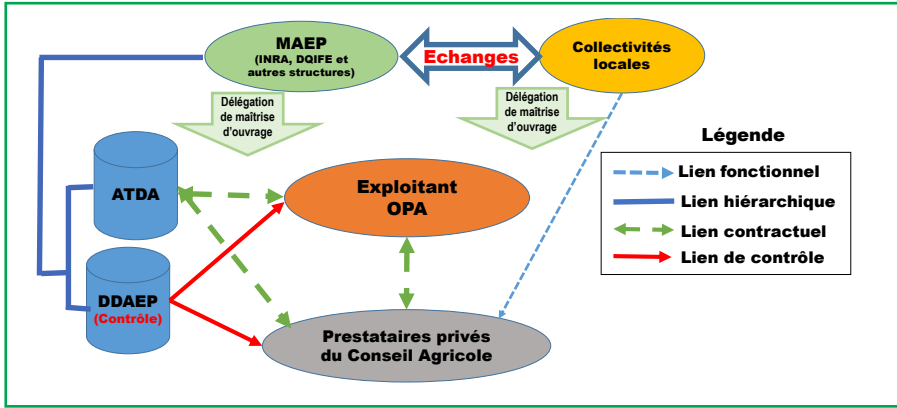 MAEP
(INRA, DQIFE et
autres structures)
Echanges
Collectivités
locales
Délégation
de maîtrise
d'ouvrage
Délégation
de maîtrise
d'ouvrage
Légende
Lien fonctionnel
Lien hiérarchique
Lien contractuel
Lien de contrôle
ATDA
Exploitant
OPA
DDAEP
(Contrôle)
Prestataires privés
du Conseil Agricole